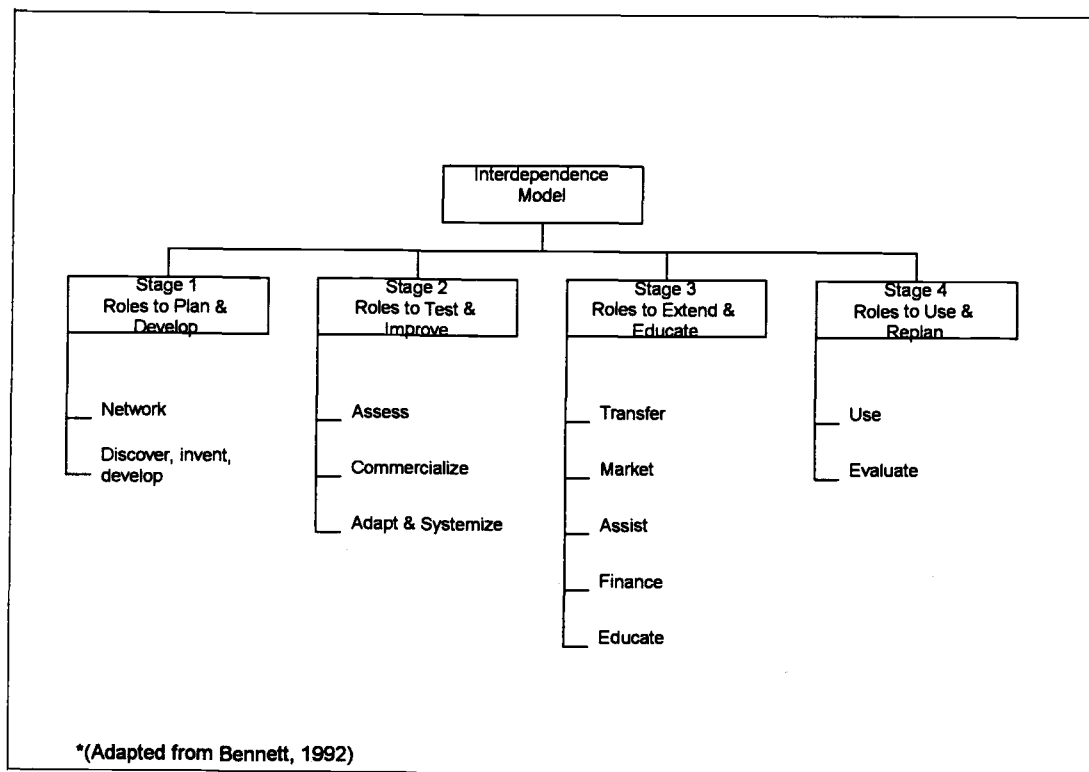 Interdependence
Model
Stage 1
Roles to Plan &
Develop
Network
Discover, invent,
develop
Stage 2
Roles to Test &
Improve
Assess
Commercialize
Adapt & Systemize
Stage 3
Roles to Extend &
Educate
Transfer
Market
Assist
Finance
Educate
Stage 4
Roles to Use &
Replan
Use
Evaluate
*(Adapted from Bennett, 1992)